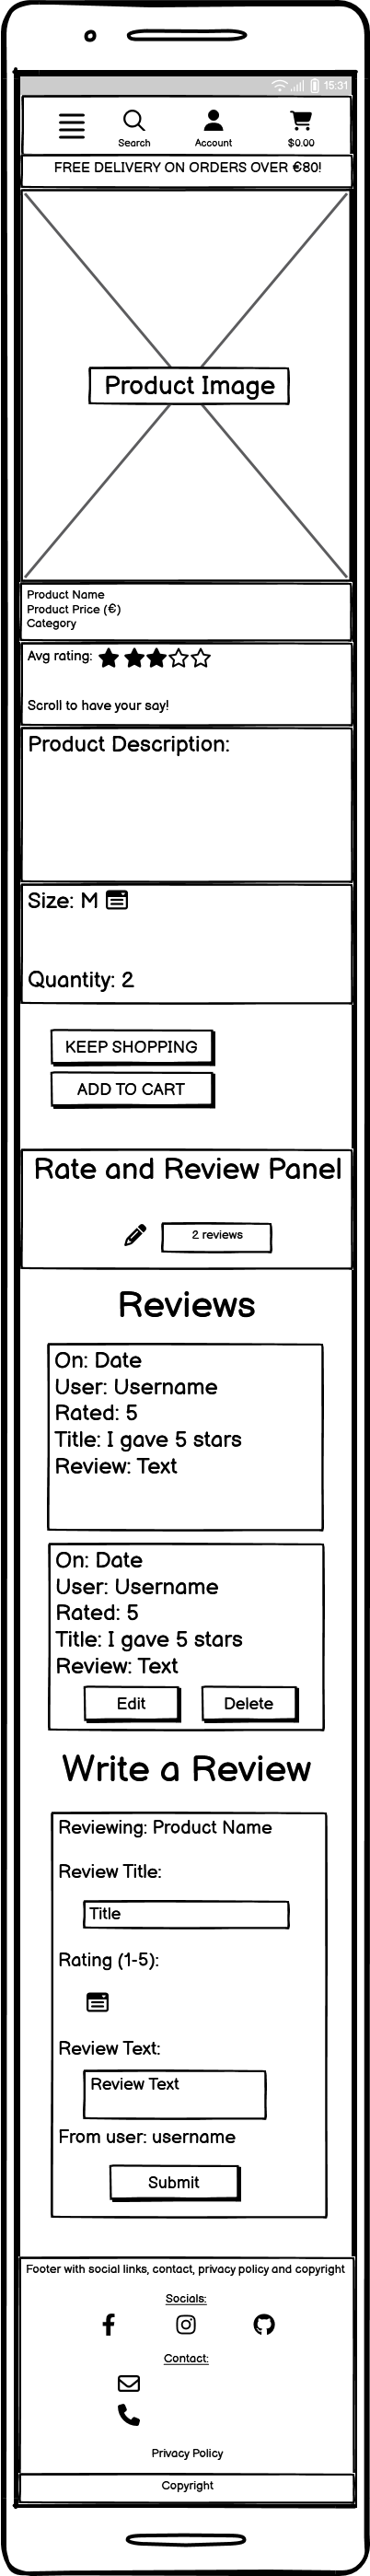 15:31
Search Account $0.00
FREE DELIVERY ON ORDERS OVER €80!
Product Image
Product Name
Product Price (€)
Category
Avg rating:
Scroll to have your say!
Product Description:
Size: M
Quantity: 2
KEEP SHOPPING
ADD TO CART
Rate and Review Panel
2 reviews
Reviews
On: Date
User: Username
Rated: 5
Title: I gave 5 stars
Review: Text
On: Date
User: Username
Rated: 5
Title: I gave 5 stars
Review: Text
Edit Delete
Write a Review
Reviewing: Product Name
Review Title:
Title
Rating (1-5):
Review Text:
Review Text
From user: username
Submit
Footer with social links, contact, privacy policy and copyright
Socials:
Contact:
Privacy Policy
Copyright